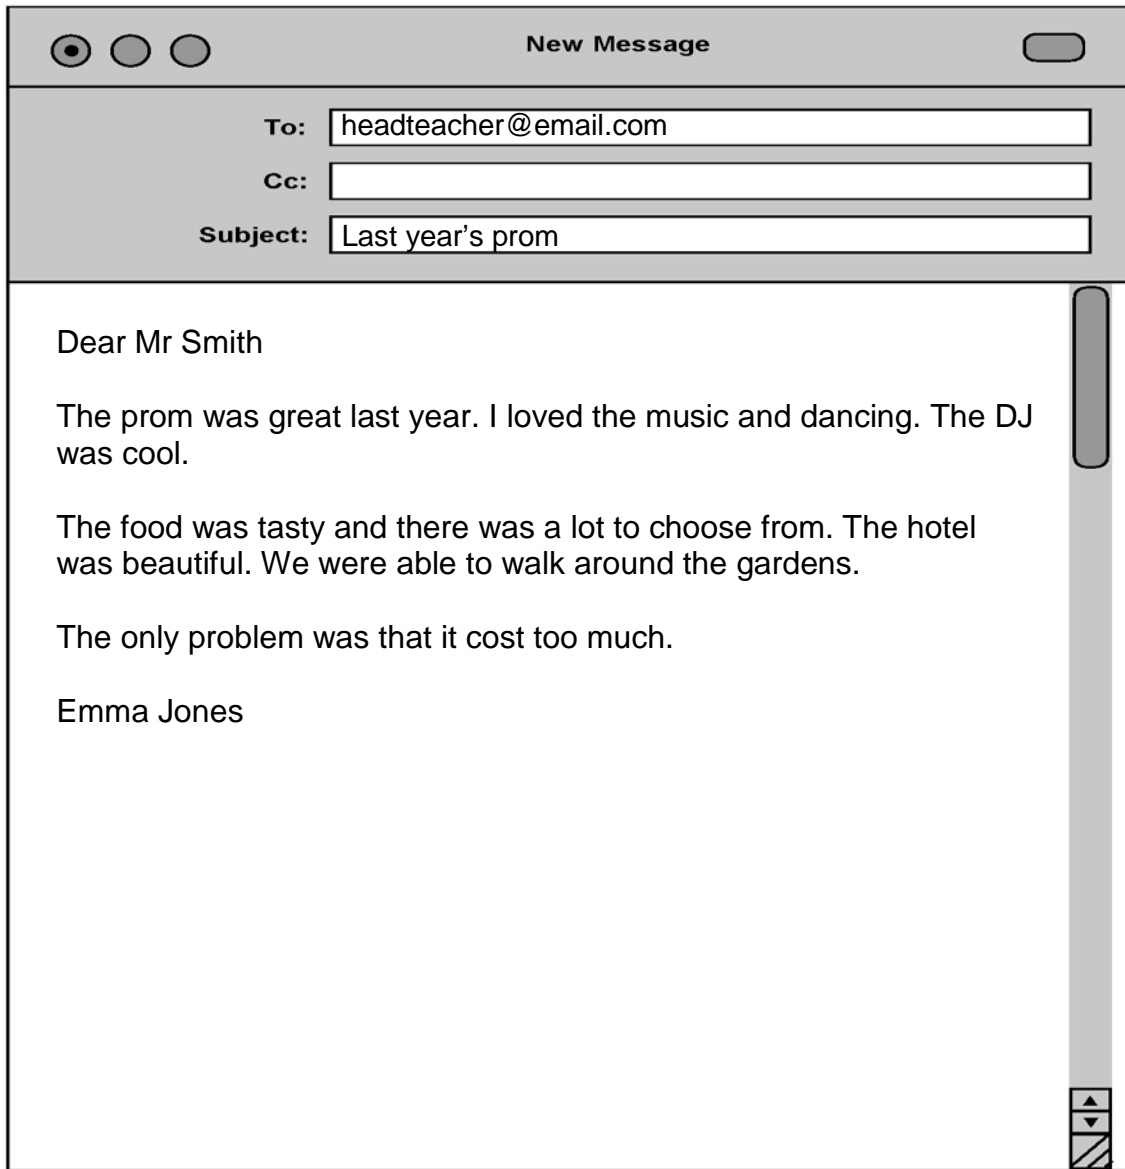 New Message
To: headteacher@email.com
Cc:
Subject: Last year’s prom
Dear Mr Smith
The prom was great last year. I loved the music and dancing. The DJ
was cool.
The food was tasty and there was a lot to choose from. The hotel
was beautiful. We were able to walk around the gardens.
The only problem was that it cost too much.
Emma Jones